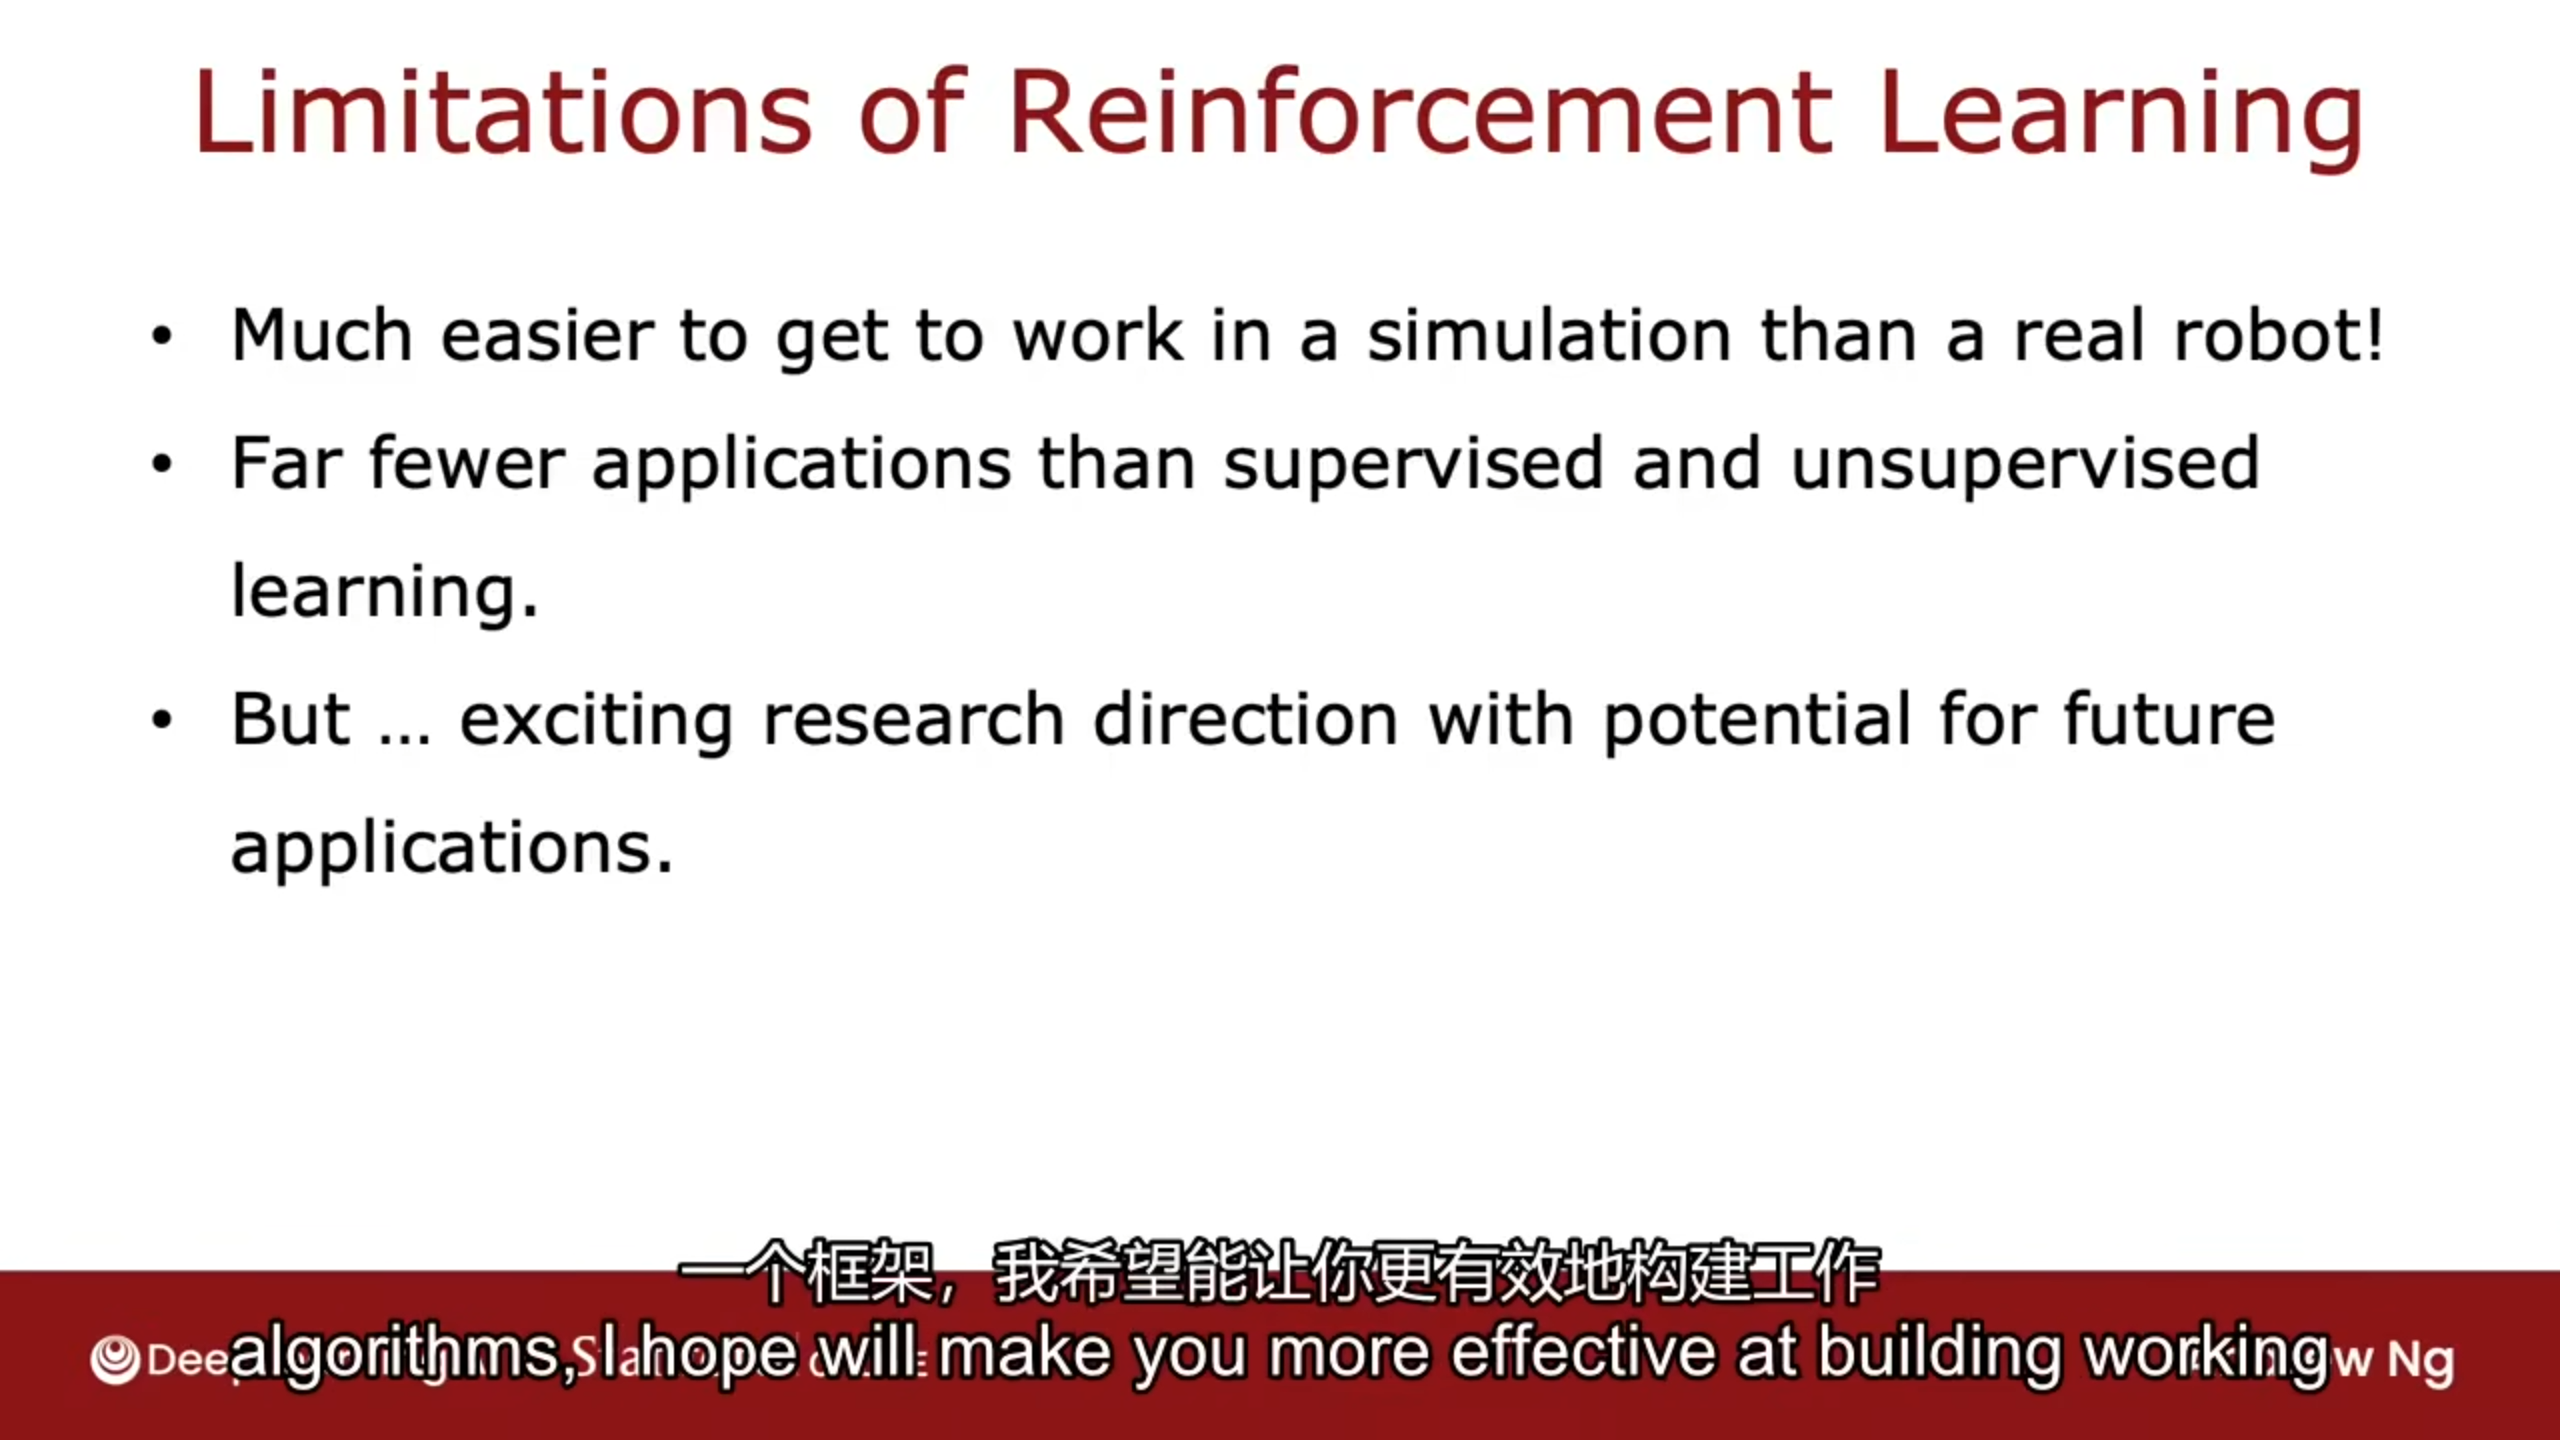 Limitations of Reinforcement Learning
• Much easier to get to work in a simulation than a real robot!
• Far fewer applications than supervised and unsupervised
learning.
• But ... exciting research direction with potential for future
applications.
一个框架，我希望能让你更有效地构建工作
algorithms, I hope will make you more effective at building working
Ng